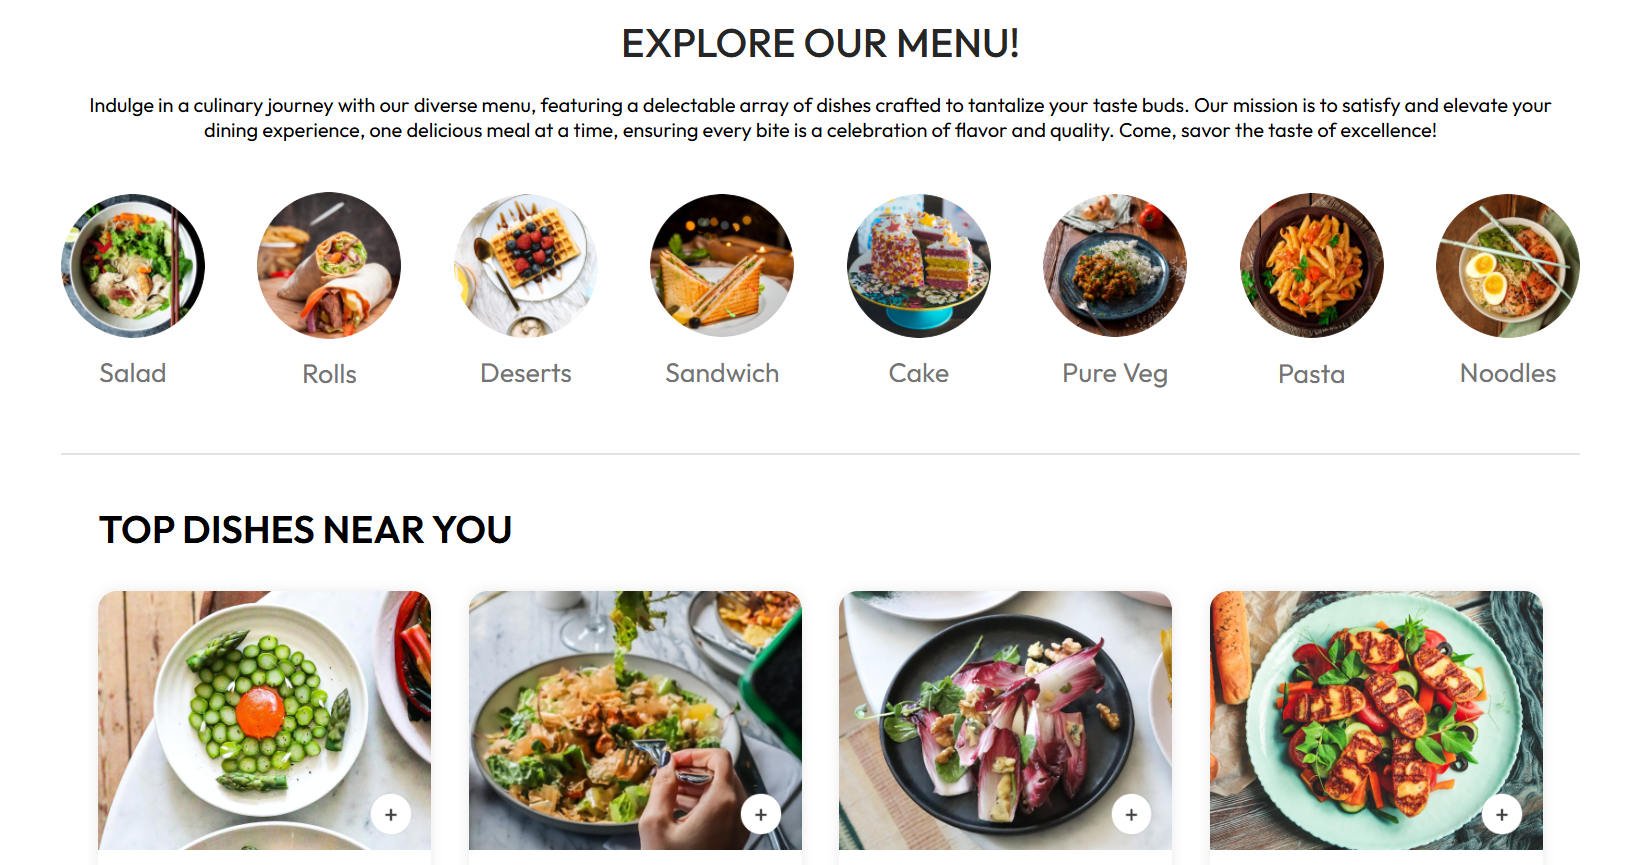 EXPLORE OUR MENU!
Indulge in a culinary journey with our diverse menu, featuring a delectable array of dishes crafted to tantalize your taste buds. Our mission is to satisfy and elevate your
dining experience, one delicious meal at a time, ensuring every bite is a celebration of flavor and quality. Come, savor the taste of excellence!
Salad
Rolls
Deserts
Sandwich
Cake
Pure Veg
Pasta
Noodles
TOP DISHES NEAR YOU
+
+
+
+